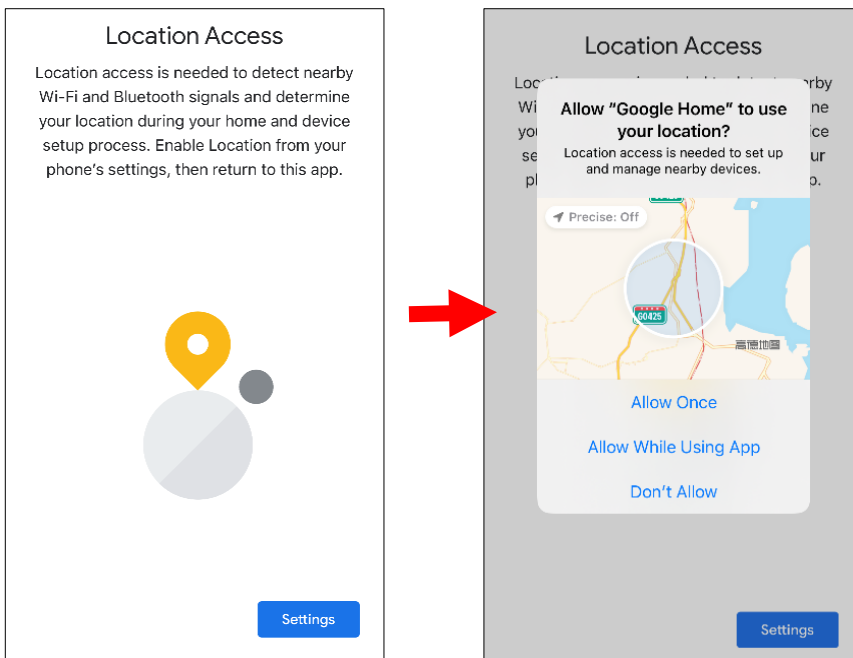 Location Access
Location access is needed to detect nearby
Wi-Fi and Bluetooth signals and determine
your location during your home and device
setup process. Enable Location from your
phone's settings, then return to this app.
Settings
Location Access
Allow “Google Home” to use
your location?
Location access is needed to set up
and manage nearby devices.
Precise: Off
G0425
高德地图
Allow Once
Allow While Using App
Don't Allow
Settings